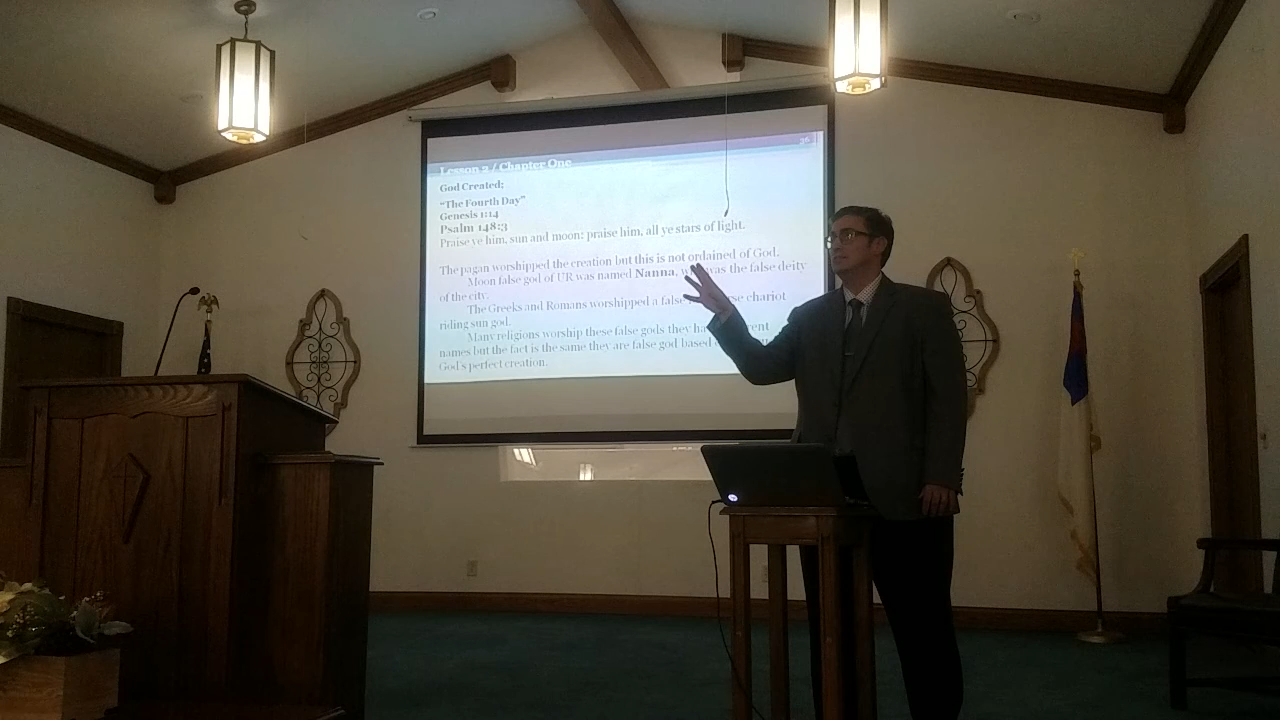 Lesson 2 / Chapter One
36
God Created;
“The Fourth Day”
Genesis 1:14
Psalm 148:3
Praise ye him, sun and moon: praise him, all ye stars of light.
The pagan worshipped the creation but this is not ordained of God.
Moon false god of UR was named Nanna, was the false deity
of the city.
The Greeks and Romans worshipped a false chariot
riding sun god.
Many religions worship these false gods they
names but the fact is the same they are false god based
God's perfect creation.
hp